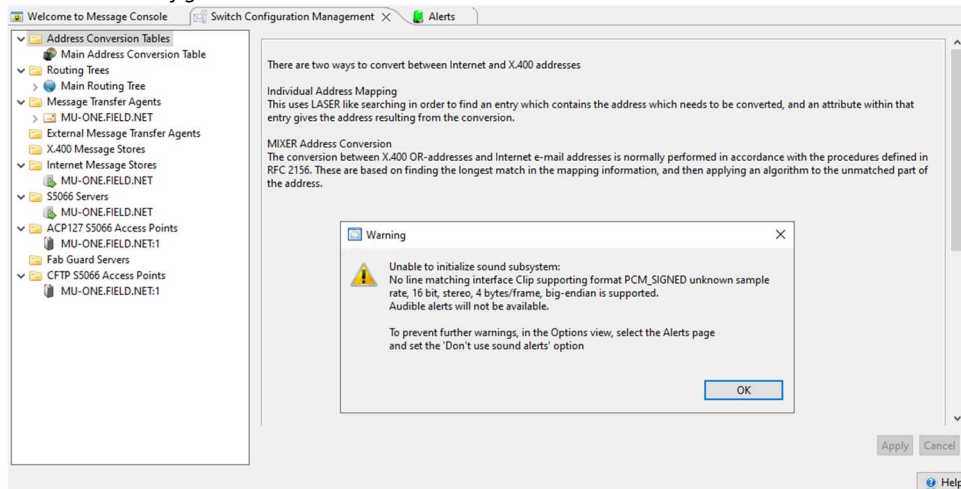 Welcome to Message Console
Switch Configuration Management
Alerts
Address Conversion Tables
Main Address Conversion Table
Routing Trees
Main Routing Tree
Message Transfer Agents
MU-ONE.FIELD.NET
External Message Transfer Agents
X.400 Message Stores
Internet Message Stores
MU-ONE.FIELD.NET
S5066 Servers
MU-ONE.FIELD.NET
ACP127 S5066 Access Points
MU-ONE.FIELD.NET:1
Fab Guard Servers
CFTP S5066 Access Points
MU-ONE.FIELD.NET:1
There are two ways to convert between Internet and X.400 addresses
Individual Address Mapping
This uses LASER like searching in order to find an entry which contains the address which needs to be converted, and an attribute within that
entry gives the address resulting from the conversion.
MIXER Address Conversion
The conversion between X.400 OR-addresses and Internet e-mail addresses is normally performed in accordance with the procedures defined in
RFC 2156. These are based on finding the longest match in the mapping information, and then applying an algorithm to the unmatched part of
the address.
Warning
Unable to initialize sound subsystem:
No line matching interface Clip supporting format PCM_SIGNED unknown sample
rate, 16 bit, stereo, 4 bytes/frame, big-endian is supported.
Audible alerts will not be available.
To prevent further warnings, in the Options view, select the Alerts page
and set the 'Don't use sound alerts' option
OK
Apply
Cancel
Help